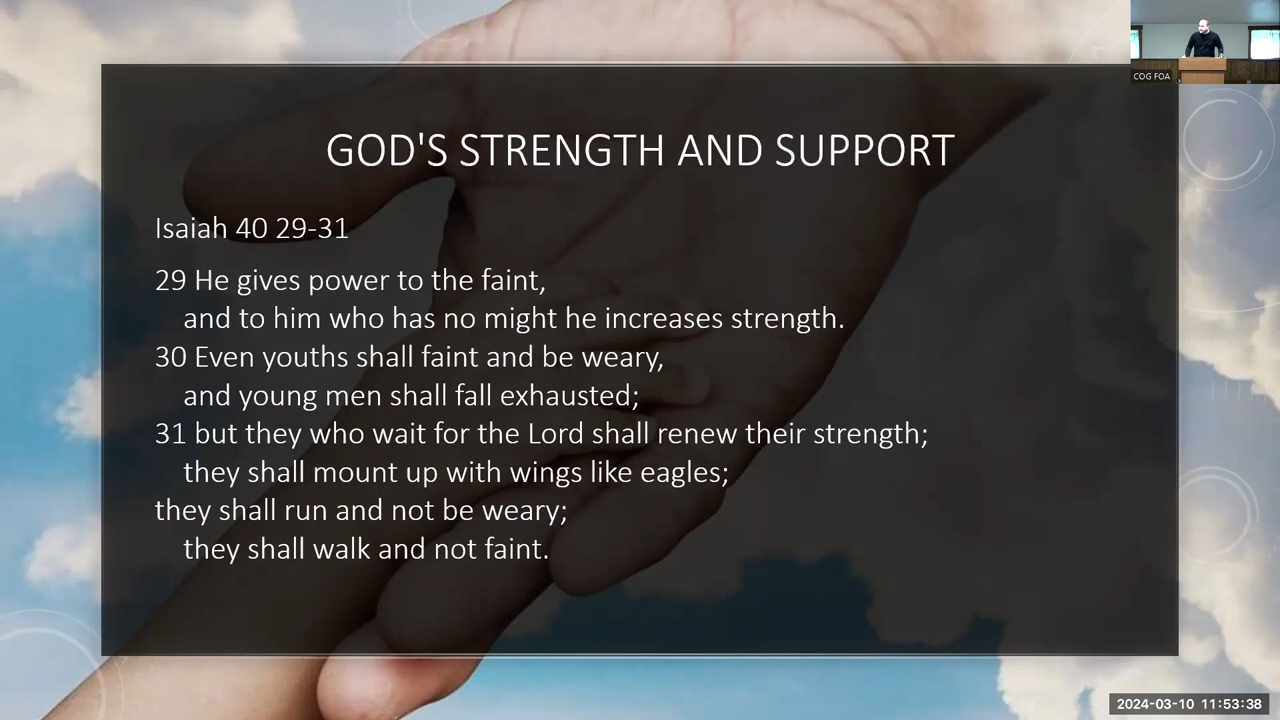 COG FOA
GOD'S STRENGTH AND SUPPORT
Isaiah 40 29-31
29 He gives power to the faint,
and to him who has no might he increases strength.
30 Even youths shall faint and be weary,
and young men shall fall exhausted;
31 but they who wait for the Lord shall renew their strength;
they shall mount up with wings like eagles;
they shall run and not be weary;
they shall walk and not faint.
2024-03-10 11:53:38